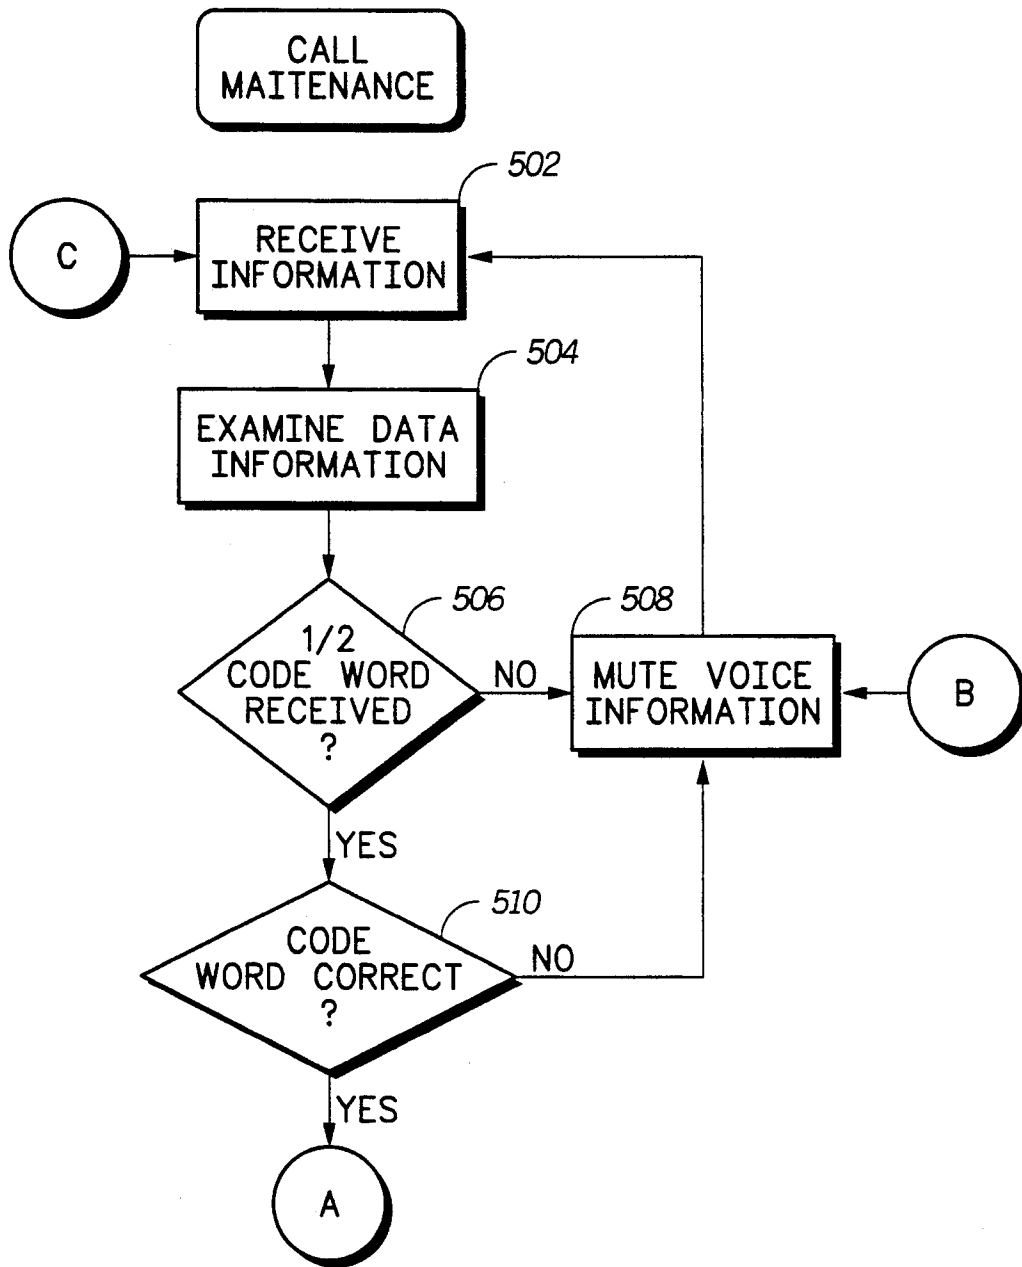 CALL
MAITENANCE
502
C
RECEIVE
INFORMATION
504
EXAMINE DATA
INFORMATION
506
1/2
CODE WORD
RECEIVED
?
NO
508
MUTE VOICE
INFORMATION
B
YES
510
CODE
WORD CORRECT
?
NO
YES
A